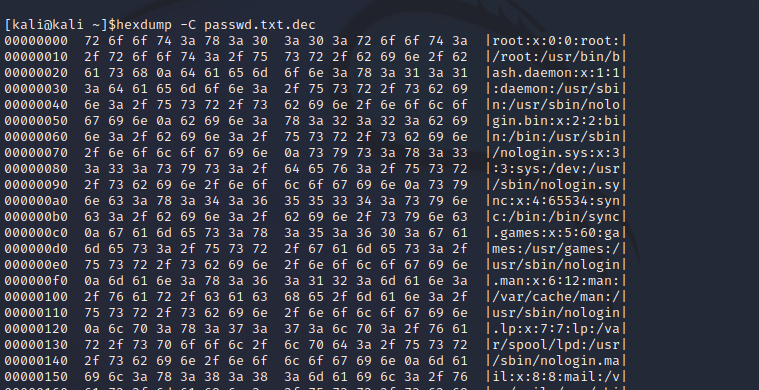 [kali@kali ~]$hexdump -C passwd.txt.dec
00000000  72 6f 6f 74 3a 78 3a 30  3a 30 3a 72 6f 6f 74 3a  |root:x:0:0:root:|
00000010  2f 72 6f 6f 74 3a 2f 75  73 72 2f 62 69 6e 2f 62  |/root:/usr/bin/b|
00000020  61 73 68 0a 64 61 65 6d  6f 6e 3a 78 3a 31 3a 31  |ash.daemon:x:1:1|
00000030  3a 64 61 65 6d 6f 6e 3a  2f 75 73 72 2f 73 62 69  |:daemon:/usr/sbi|
00000040  6e 3a 2f 75 73 72 2f 73  62 69 6e 2f 6e 6f 6c 6f  |n:/usr/sbin/nolo|
00000050  67 69 6e 0a 62 69 6e 3a  78 3a 32 3a 32 3a 62 69  |gin.bin:x:2:2:bi|
00000060  6e 3a 2f 62 69 6e 3a 2f  75 73 72 2f 73 62 69 6e  |n:/bin:/usr/sbin|
00000070  2f 6e 6f 6c 6f 67 69 6e  0a 73 79 73 3a 78 3a 33  |/nologin.sys:x:3|
00000080  3a 33 3a 73 79 73 3a 2f  64 65 76 3a 2f 75 73 72  |:3:sys:/dev:/usr|
00000090  2f 73 62 69 6e 2f 6e 6f  6c 6f 67 69 6e 0a 73 79  |/sbin/nologin.sy|
000000a0  6e 63 3a 78 3a 34 3a 36  35 35 33 34 3a 73 79 6e  |nc:x:4:65534:syn|
000000b0  63 3a 2f 62 69 6e 3a 2f  62 69 6e 2f 73 79 6e 63  |c:/bin:/bin/sync|
000000c0  0a 67 61 6d 65 73 3a 78  3a 35 3a 36 30 3a 67 61  |.games:x:5:60:ga|
000000d0  6d 65 73 3a 2f 75 73 72  2f 67 61 6d 65 73 3a 2f  |mes:/usr/games:/|
000000e0  75 73 72 2f 73 62 69 6e  2f 6e 6f 6c 6f 67 69 6e  |usr/sbin/nologin|
000000f0  0a 6d 61 6e 3a 78 3a 36  3a 31 32 3a 6d 61 6e 3a  |.man:x:6:12:man:|
00000100  2f 76 61 72 2f 63 61 63  68 65 2f 6d 61 6e 3a 2f  |/var/cache/man:/|
00000110  75 73 72 2f 73 62 69 6e  2f 6e 6f 6c 6f 67 69 6e  |usr/sbin/nologin|
00000120  0a 6c 70 3a 78 3a 37 3a  37 3a 6c 70 3a 2f 76 61  |.lp:x:7:7:lp:/va|
00000130  72 2f 73 70 6f 6f 6c 2f  6c 70 64 3a 2f 75 73 72  |r/spool/lpd:/usr|
00000140  2f 73 62 69 6e 2f 6e 6f  6c 6f 67 69 6e 0a 6d 61  |/sbin/nologin.ma|
00000150  69 6c 3a 78 3a 38 3a 38  3a 6d 61 69 6c 3a 2f 76  |il:x:8:8:mail:/v|